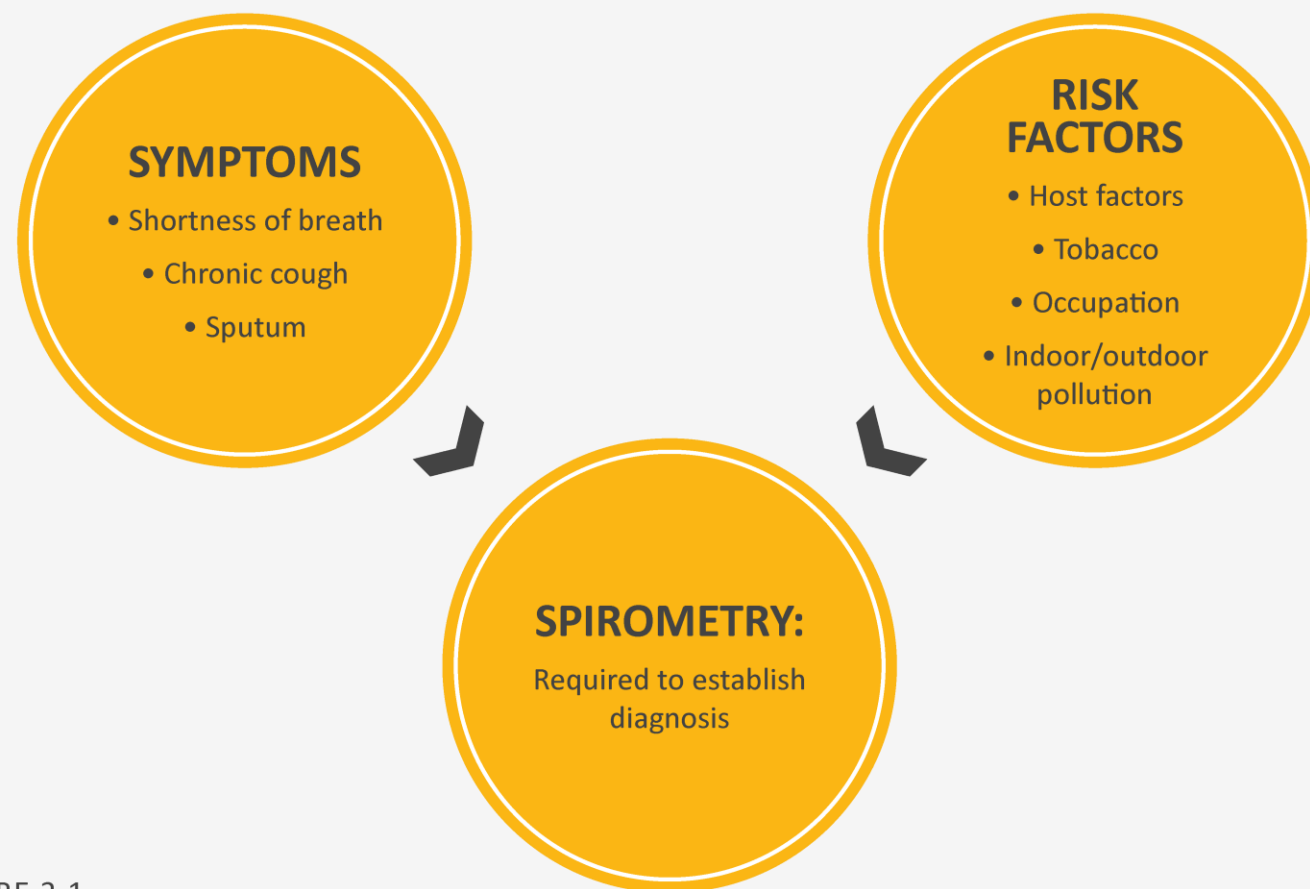 SYMPTOMS
• Shortness of breath
• Chronic cough
• Sputum
RISK
FACTORS
• Host factors
• Tobacco
• Occupation
• Indoor/outdoor
pollution
SPIROMETRY:
Required to establish
diagnosis